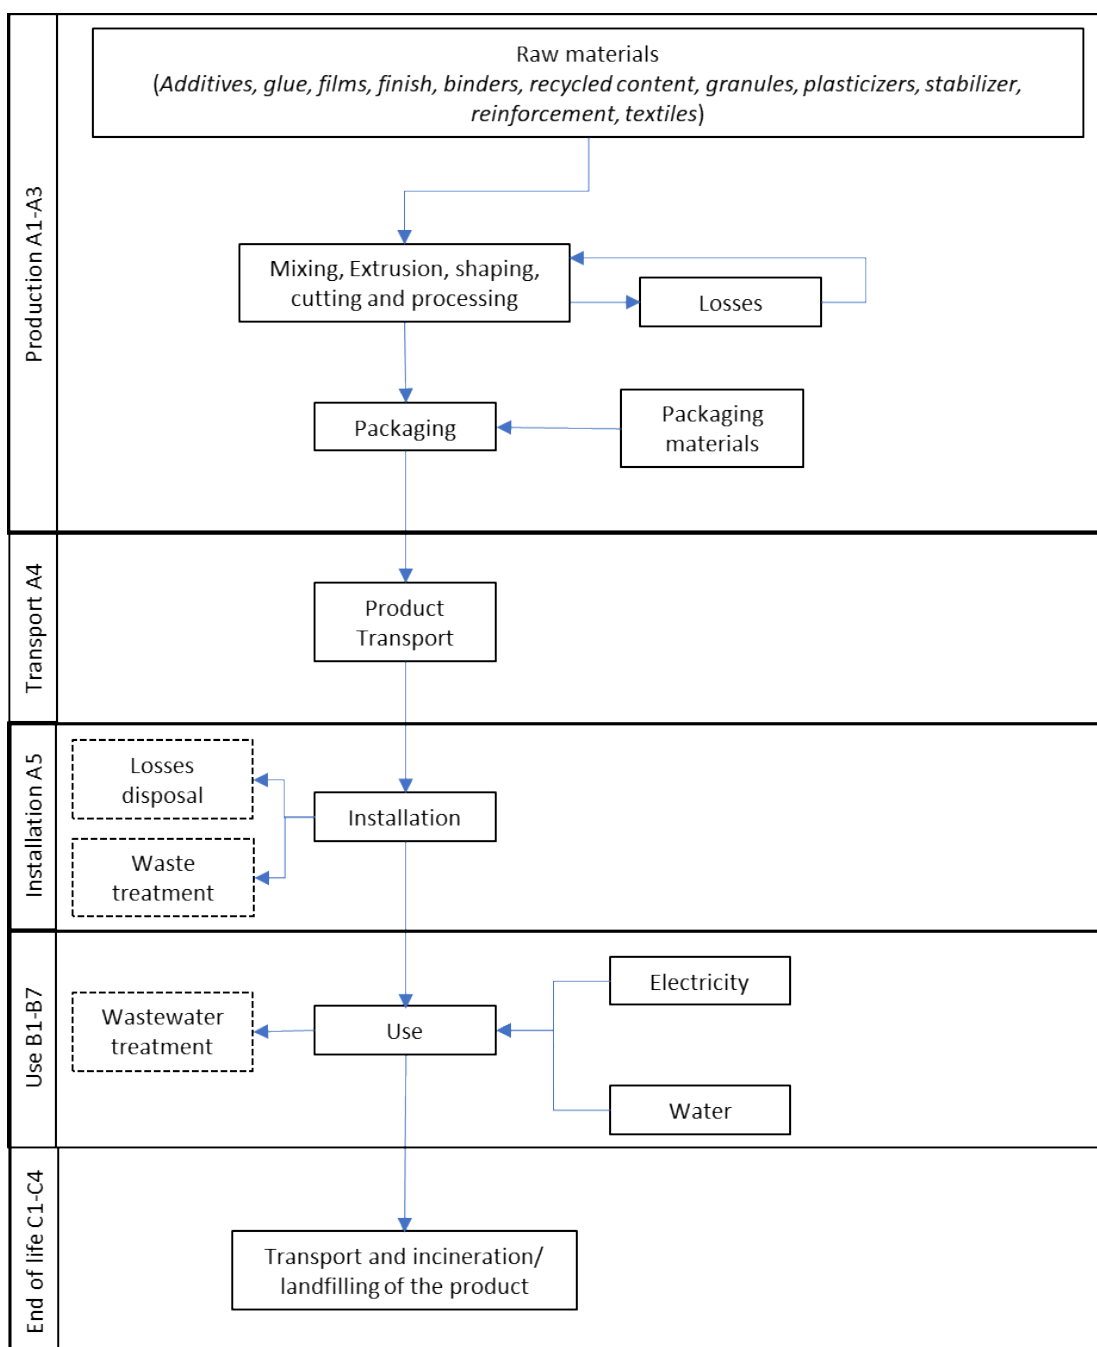 Production A1-A3
Raw materials
(Additives, glue, films, finish, binders, recycled content, granules, plasticizers, stabilizer,
reinforcement, textiles)
Mixing, Extrusion, shaping,
cutting and processing
Losses
Packaging
Packaging
materials
Transport A4
Product
Transport
Installation A5
Losses
disposal
Installation
Waste
treatment
Use B1-B7
Electricity
Wastewater
treatment
Use
Water
End of life C1-C4
Transport and incineration/
landfilling of the product